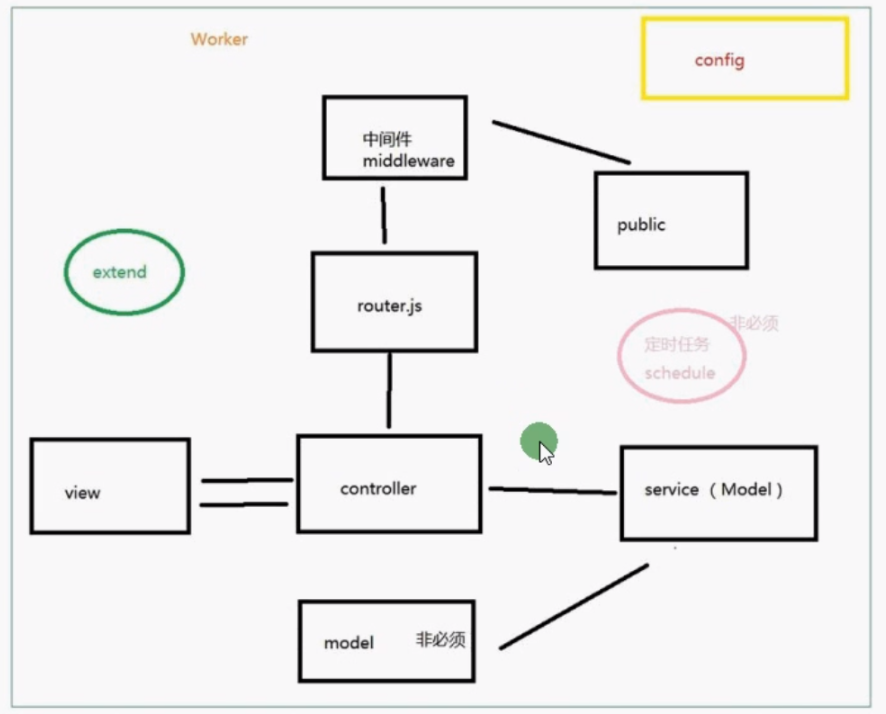 Worker
config
中间件
middleware
public
extend
router.js
非必须
定时任务
schedule
view
controller
service （Model）
model 非必须